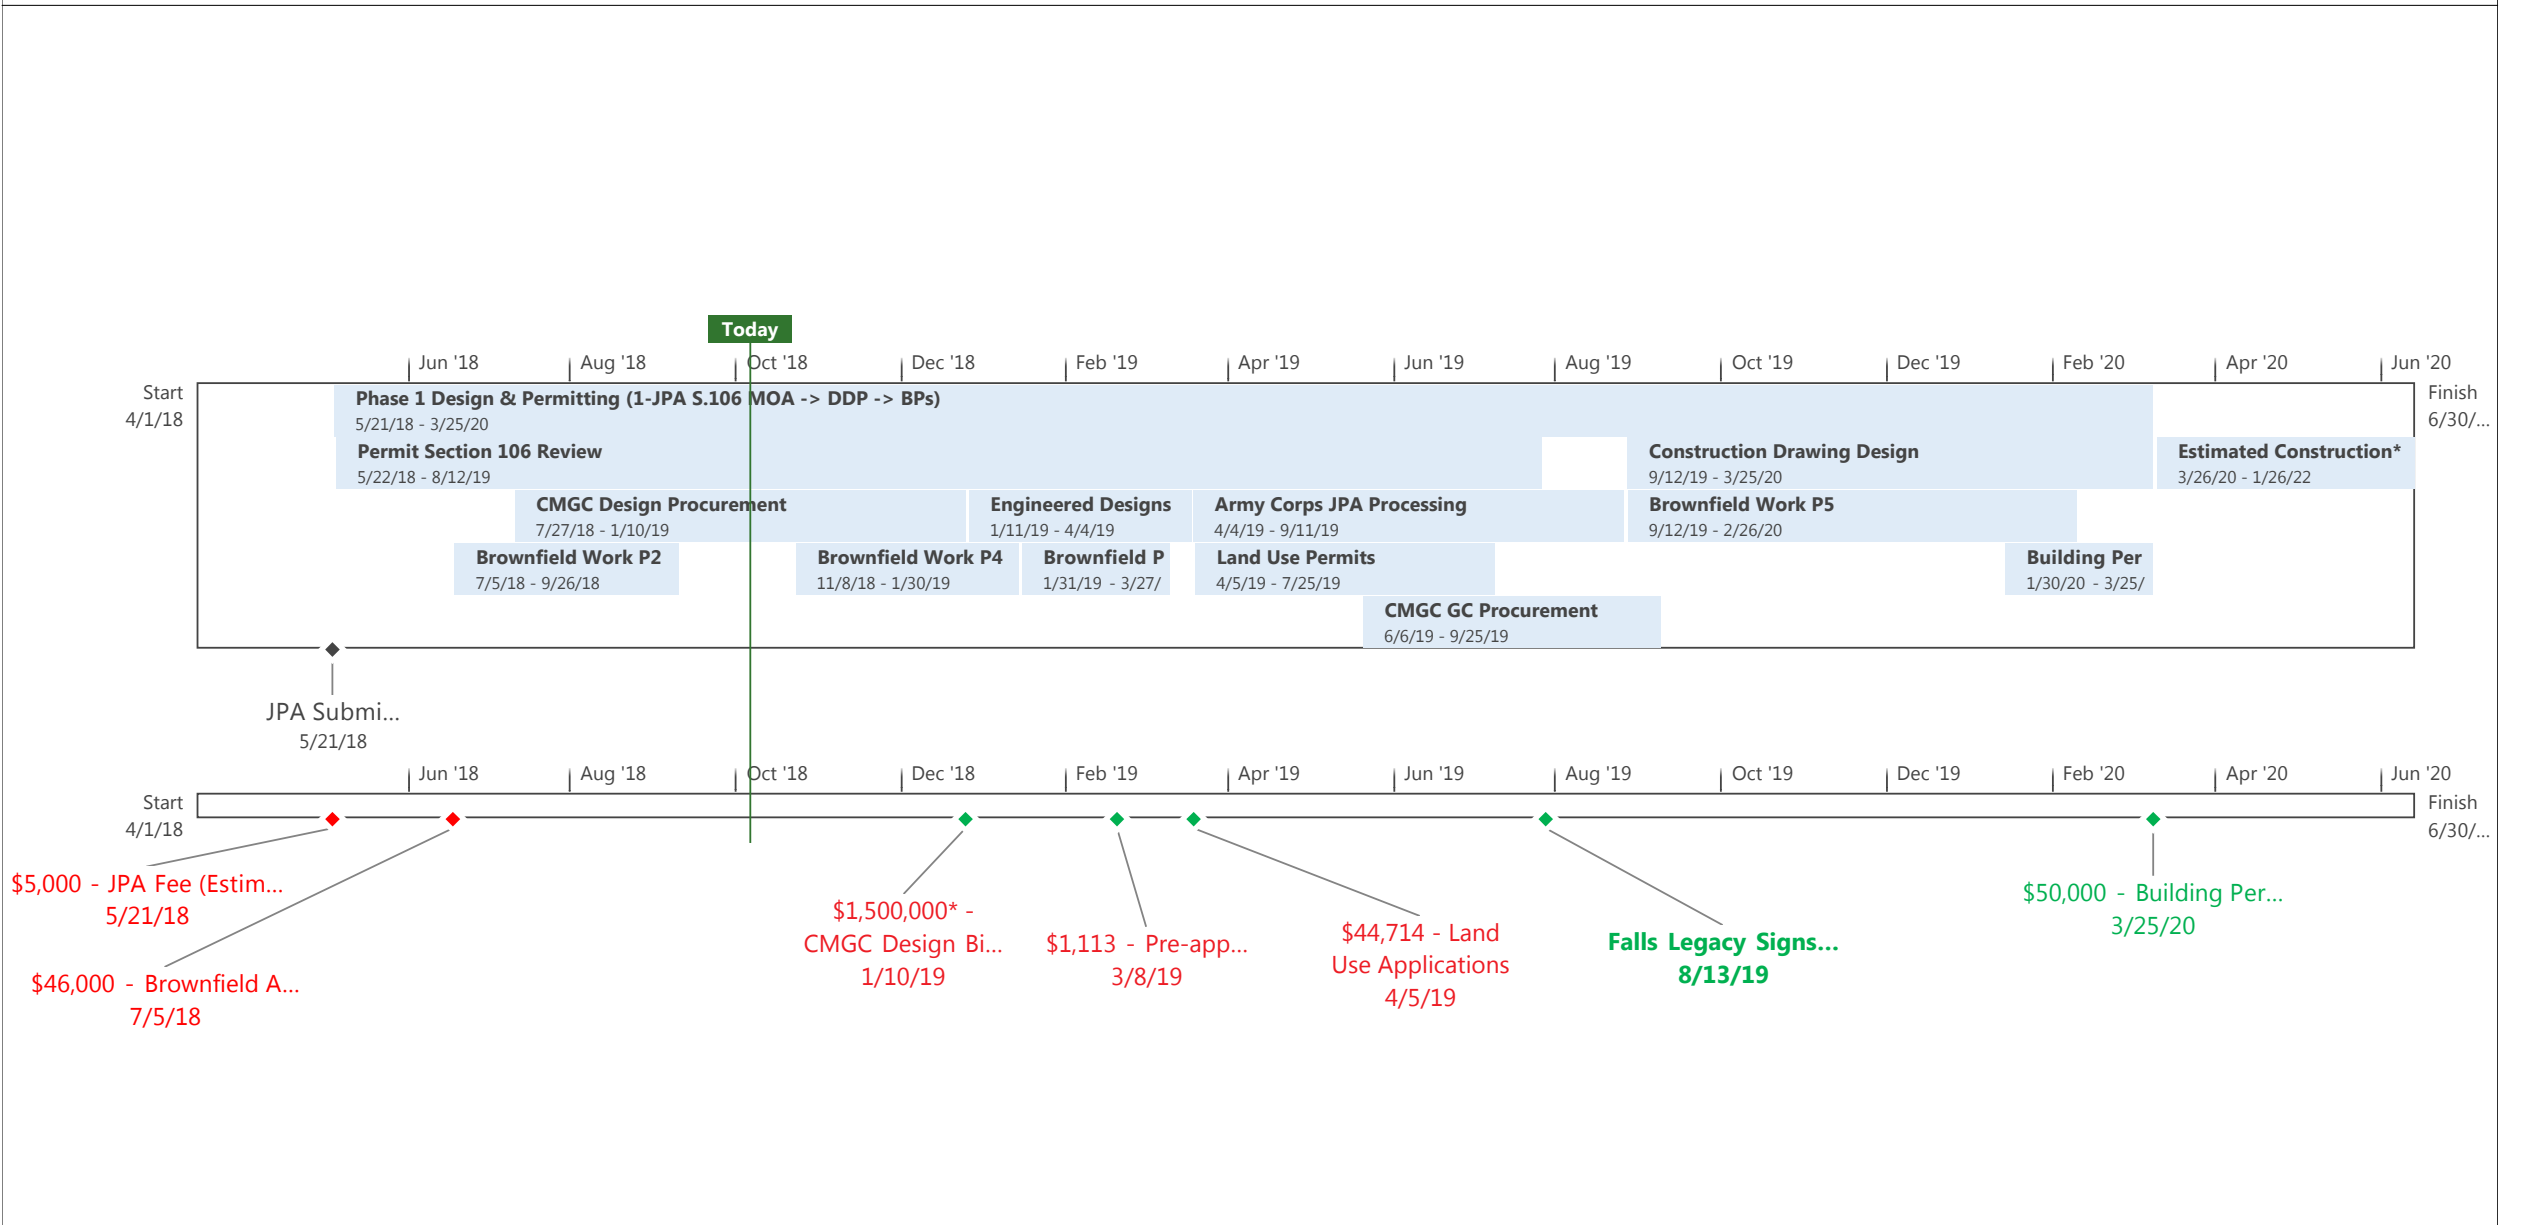 Today
Jun '18
Aug '18
Oct '18
Dec '18
Feb '19
Apr '19
Jun '19
Aug '19
Oct '19
Dec '19
Feb '20
Apr '20
Jun '20
Start
4/1/18
Finish
6/30/...
Phase 1 Design & Permitting (1-JPA S.106 MOA -> DDP -> BPs)
5/21/18 - 3/25/20
Permit Section 106 Review
5/22/18 - 8/12/19
Construction Drawing Design
9/12/19 - 3/25/20
Estimated Construction*
3/26/20 - 1/26/22
CMGC Design Procurement
7/27/18 - 1/10/19
Engineered Designs
1/11/19 - 4/4/19
Army Corps JPA Processing
4/4/19 - 9/11/19
Brownfield Work P5
9/12/19 - 2/26/20
Brownfield Work P2
7/5/18 - 9/26/18
Brownfield Work P4
11/8/18 - 1/30/19
Brownfield P
1/31/19 - 3/27/
Land Use Permits
4/5/19 - 7/25/19
Building Per
1/30/20 - 3/25/
CMGC GC Procurement
6/6/19 - 9/25/19
JPA Submi...
5/21/18
Jun '18
Aug '18
Oct '18
Dec '18
Feb '19
Apr '19
Jun '19
Aug '19
Oct '19
Dec '19
Feb '20
Apr '20
Jun '20
Start
4/1/18
Finish
6/30/...
$5,000 - JPA Fee (Estim...
5/21/18
$46,000 - Brownfield A...
7/5/18
$1,500,000* -
CMGC Design Bi...
1/10/19
$1,113 - Pre-app...
3/8/19
$44,714 - Land
Use Applications
4/5/19
Falls Legacy Signs...
8/13/19
$50,000 - Building Per...
3/25/20